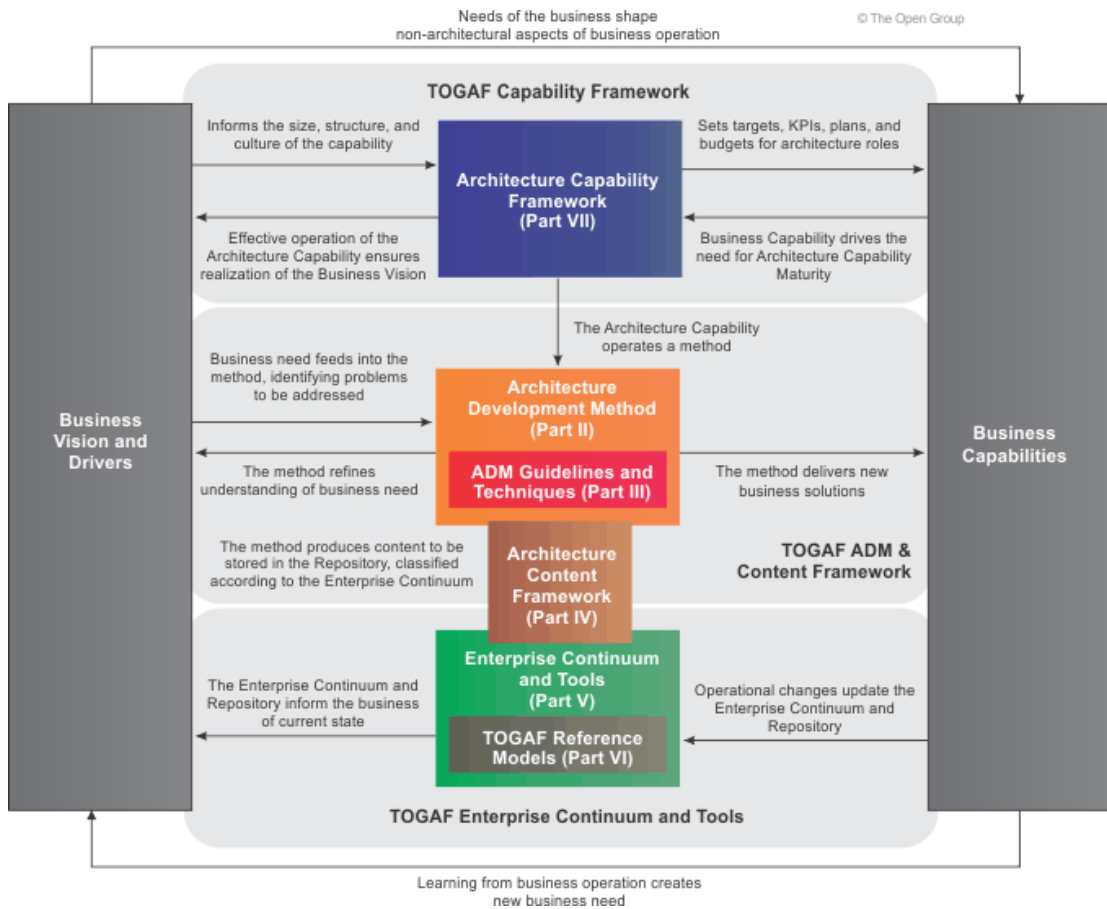 Needs of the business shape
non-architectural aspects of business operation
© The Open Group
TOGAF Capability Framework
Informs the size, structure, and
culture of the capability
Architecture Capability
Framework
(Part VII)
Sets targets, KPIs, plans, and
budgets for architecture roles
Effective operation of the
Architecture Capability ensures
realization of the Business Vision
Business Capability drives the
need for Architecture Capability
Maturity
The Architecture Capability
operates a method
Business
Vision and
Drivers
Business need feeds into the
method, identifying problems
to be addressed
Architecture
Development Method
(Part II)
Business
Capabilities
The method refines
understanding of business need
ADM Guidelines and
Techniques (Part III)
The method delivers new
business solutions
The method produces content to be
stored in the Repository, classified
according to the Enterprise Continuum
Architecture
Content
Framework
(Part IV)
TOGAF ADM &
Content Framework
The Enterprise Continuum and
Repository inform the business
of current state
Enterprise Continuum
and Tools
(Part V)
Operational changes update the
Enterprise Continuum and
Repository
TOGAF Reference
Models (Part VI)
TOGAF Enterprise Continuum and Tools
Learning from business operation creates
new business need